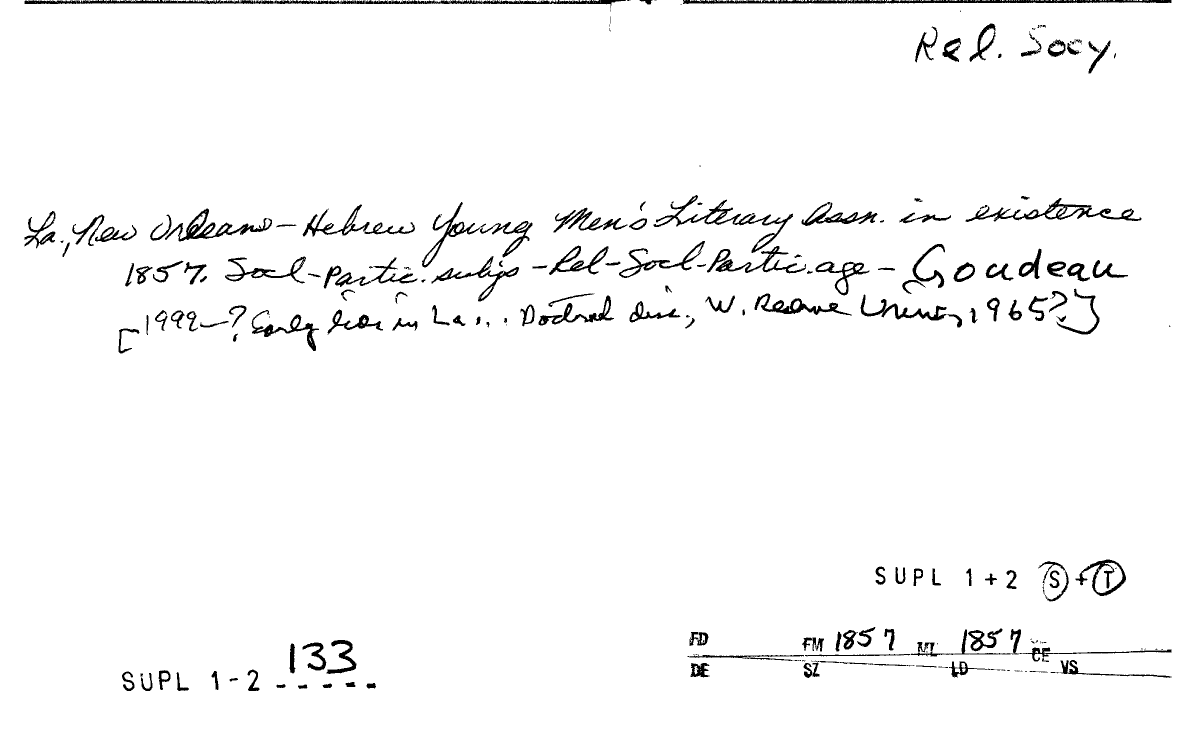 Rel. Socy.
La., New Orleans - Hebrew Young Men's Literary Assn. in existence
1857. Socl-Partic. subjs - Rel-Socl-Partic. age - Goudeau
[1999-? Early libs. in La... Doctoral diss., W. Reserve Univ., 1965?]
SUPL 1+2 S + T
FD FM 1857 ML 1857 CE
DE SZ LD VS
SUPL 1-2 133